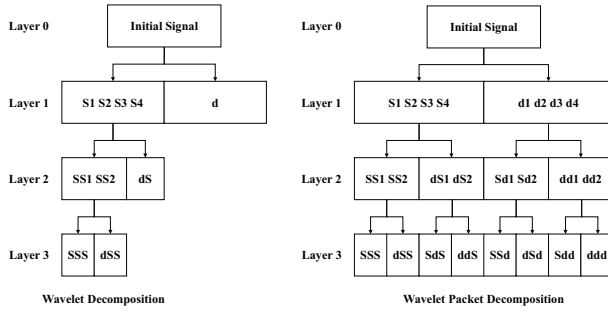 Layer 0
Initial Signal
Layer 1
S1 S2 S3 S4
d
Layer 2
SS1 SS2
dS
Layer 3
SSS
dSS
Wavelet Decomposition
Layer 0
Initial Signal
Layer 1
S1 S2 S3 S4
d1 d2 d3 d4
Layer 2
SS1 SS2
dS1 dS2
Sd1 Sd2
dd1 dd2
Layer 3
SSS
dSS
SdS
ddS
SSd
dSd
Sdd
ddd
Wavelet Packet Decomposition